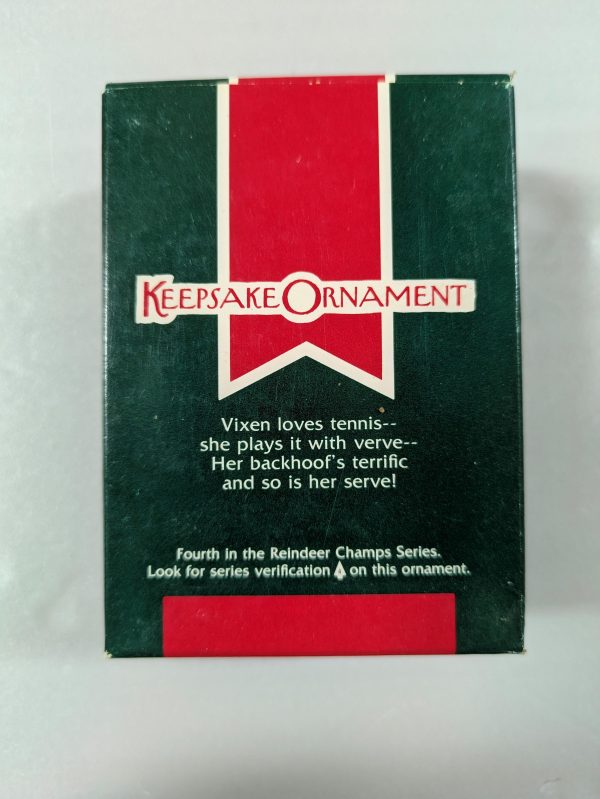 KEEPSAKE ORNAMENT
Vixen loves tennis--
she plays it with verve--
Her backhoof's terrific
and so is her serve!
Fourth in the Reindeer Champs Series.
Look for series verification on this ornament.